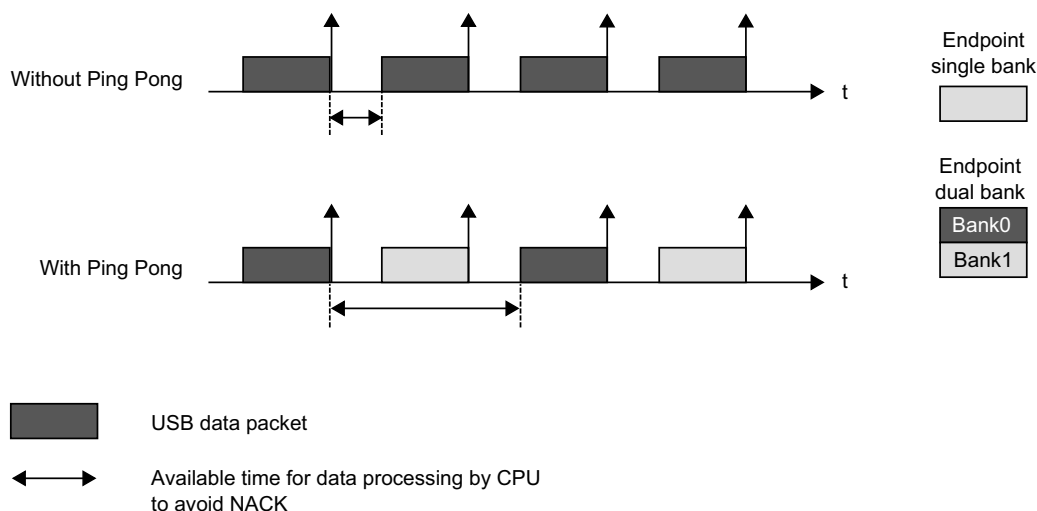 Without Ping Pong
t
Endpoint
single bank
Endpoint
dual bank
Bank0
Bank1
With Ping Pong
t
USB data packet
Available time for data processing by CPU
to avoid NACK